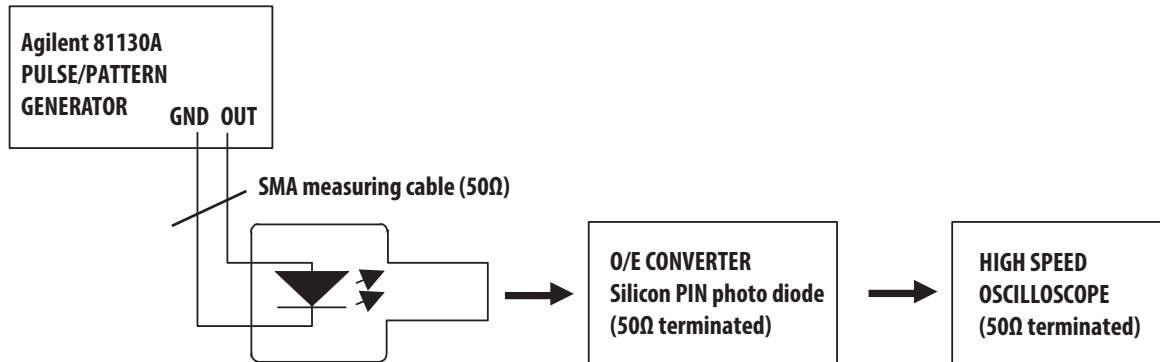 Agilent 81130A
PULSE/PATTERN
GENERATOR
GND OUT
SMA measuring cable (50Ω)
O/E CONVERTER
Silicon PIN photo diode
(50Ω terminated)
HIGH SPEED
OSCILLOSCOPE
(50Ω terminated)